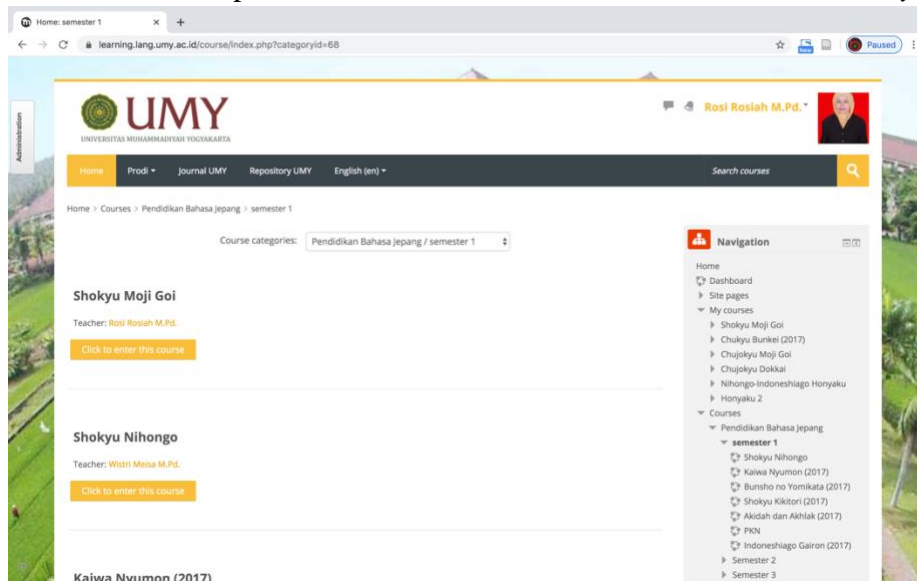 Home: semester 1
learning.lang.umy.ac.id/course/index.php?categoryid=68
New
Paused
Administration
UMY
UNIVERSITAS MUHAMMADIYAH YOGYAKARTA
Rosi Rosiah M.Pd.
Home Prodi Journal UMY Repository UMY English (en) Search courses
Home > Courses > Pendidikan Bahasa Jepang > semester 1
Course categories: Pendidikan Bahasa Jepang / semester 1
Shokyu Moji Goi
Teacher: Rosi Rosiah M.Pd.
Click to enter this course
Shokyu Nihongo
Teacher: Wistri Meisa M.Pd.
Click to enter this course
Kaiwa Nyumon (2017)
Navigation
Home
Dashboard
Site pages
My courses
Shokyu Moji Goi
Chukyu Bunkei (2017)
Chujokyu Moji Goi
Chujokyu Dokkai
Nihongo-Indoneshiago Honyaku
Honyaku 2
Courses
Pendidikan Bahasa Jepang
semester 1
Shokyu Nihongo
Kaiwa Nyumon (2017)
Bunsho no Yomikata (2017)
Shokyu Kikitori (2017)
Akidah dan Akhlak (2017)
PKN
Indoneshiago Gairon (2017)
Semester 2
Semester 3